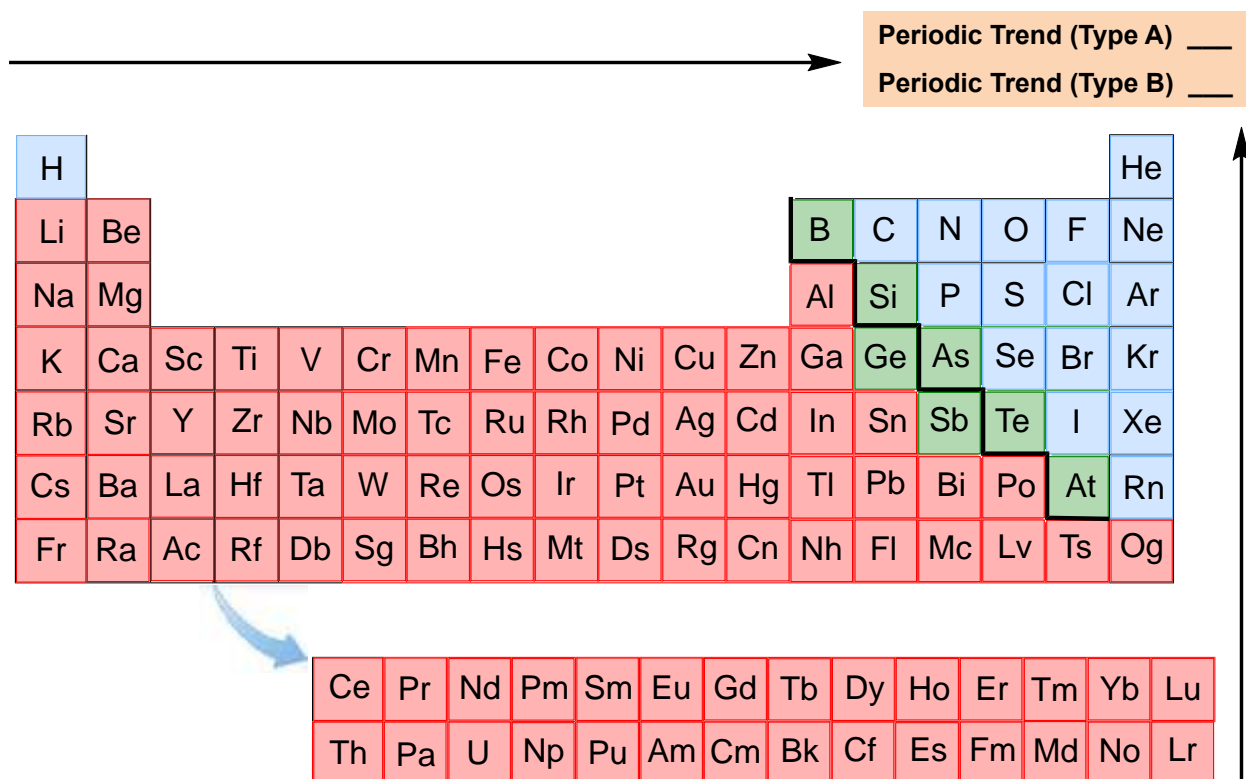 Periodic Trend (Type A) ___
Periodic Trend (Type B) ___
H He
Li Be B C N O F Ne
Na Mg Al Si P S Cl Ar
K Ca Sc Ti V Cr Mn Fe Co Ni Cu Zn Ga Ge As Se Br Kr
Rb Sr Y Zr Nb Mo Tc Ru Rh Pd Ag Cd In Sn Sb Te I Xe
Cs Ba La Hf Ta W Re Os Ir Pt Au Hg Tl Pb Bi Po At Rn
Fr Ra Ac Rf Db Sg Bh Hs Mt Ds Rg Cn Nh Fl Mc Lv Ts Og
Ce Pr Nd Pm Sm Eu Gd Tb Dy Ho Er Tm Yb Lu
Th Pa U Np Pu Am Cm Bk Cf Es Fm Md No Lr